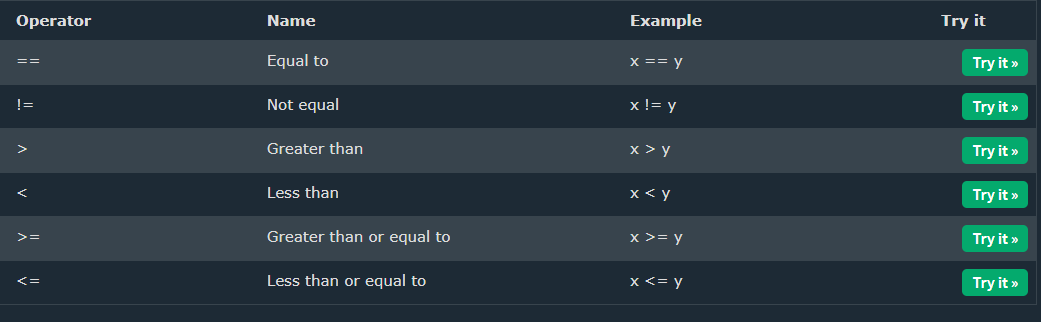 Operator Name Example Try it
== Equal to x == y Try it »
!= Not equal x != y Try it »
> Greater than x > y Try it »
< Less than x < y Try it »
>= Greater than or equal to x >= y Try it »
<= Less than or equal to x <= y Try it »